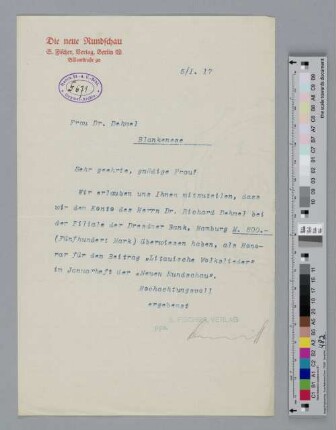 Die neue Rundschau
S. Fischer, Verlag, Berlin W.
Bülowstraße 90
8/I. 17
Frau Dr. Dehmel
Blankenese
Sehr geehrte, gnädige Frau!
Wir erlauben uns Ihnen mitzuteilen, dass
wir dem Konto des Herrn Dr. Richard Dehmel bei
der Filiale der Dresdner Bank, Hamburg M. 500.-
(Fünfhundert Mark) überwiesen haben, als Hono-
rar für den Beitrag „Litauische Volkslieder"
im Januarheft der „Neuen Rundschau.
Hochachtungsvoll
ergebenst
S. FISCHER VERLAG